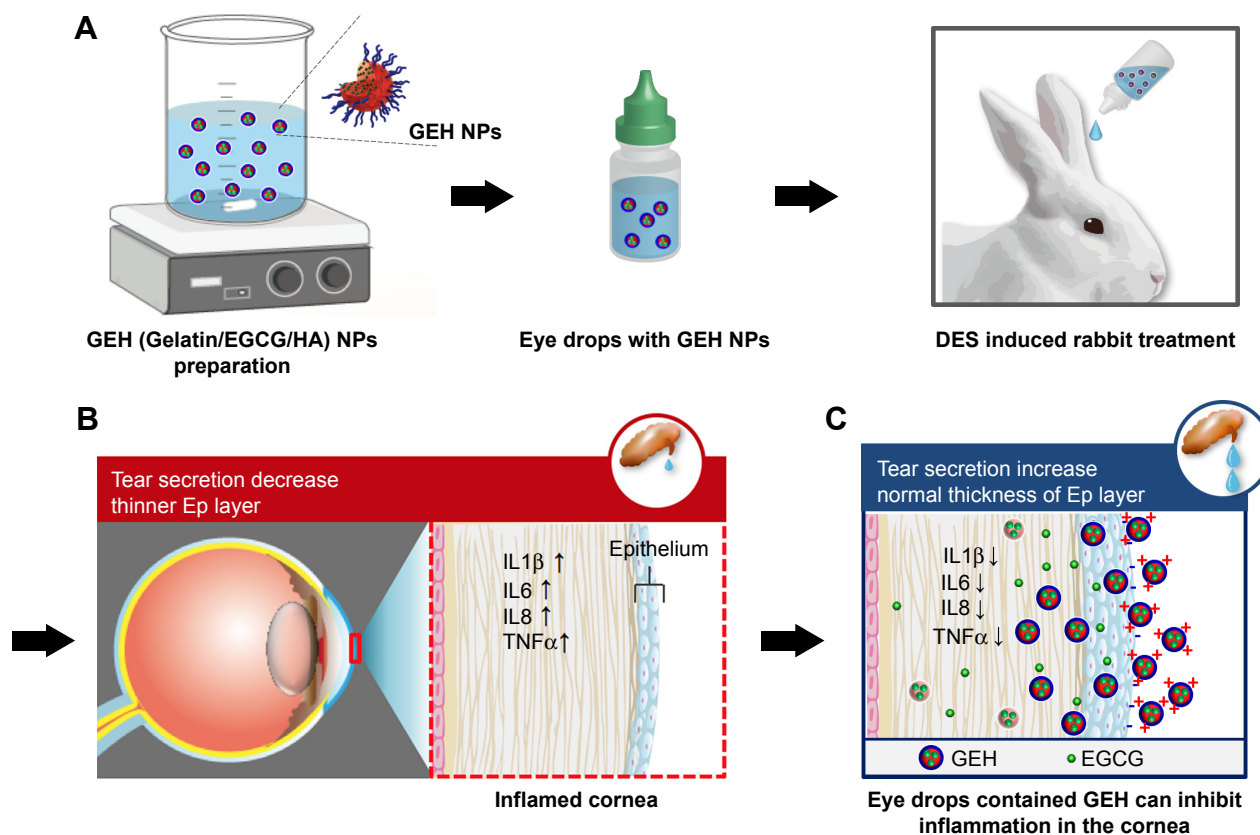 A
GEH NPs
GEH (Gelatin/EGCG/HA) NPs
preparation
Eye drops with GEH NPs
DES induced rabbit treatment
B
Tear secretion decrease
thinner Ep layer
IL1β ↑
IL6 ↑
IL8 ↑
TNFα↑
Epithelium
Inflamed cornea
C
Tear secretion increase
normal thickness of Ep layer
IL1β↓
IL6 ↓
IL8 ↓
TNFα↓
GEH
EGCG
Eye drops contained GEH can inhibit
inflammation in the cornea